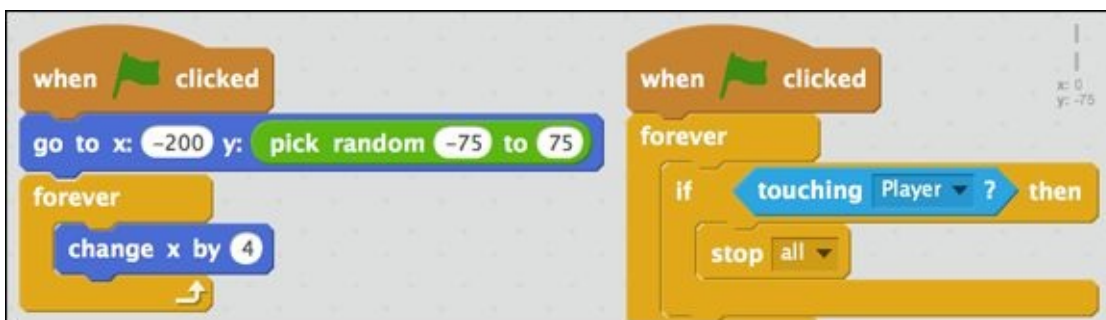 when clicked
go to x: -200 y: pick random -75 to 75
forever
change x by 4
when clicked
x: 0
y: -75
forever
if touching Player ? then
stop all